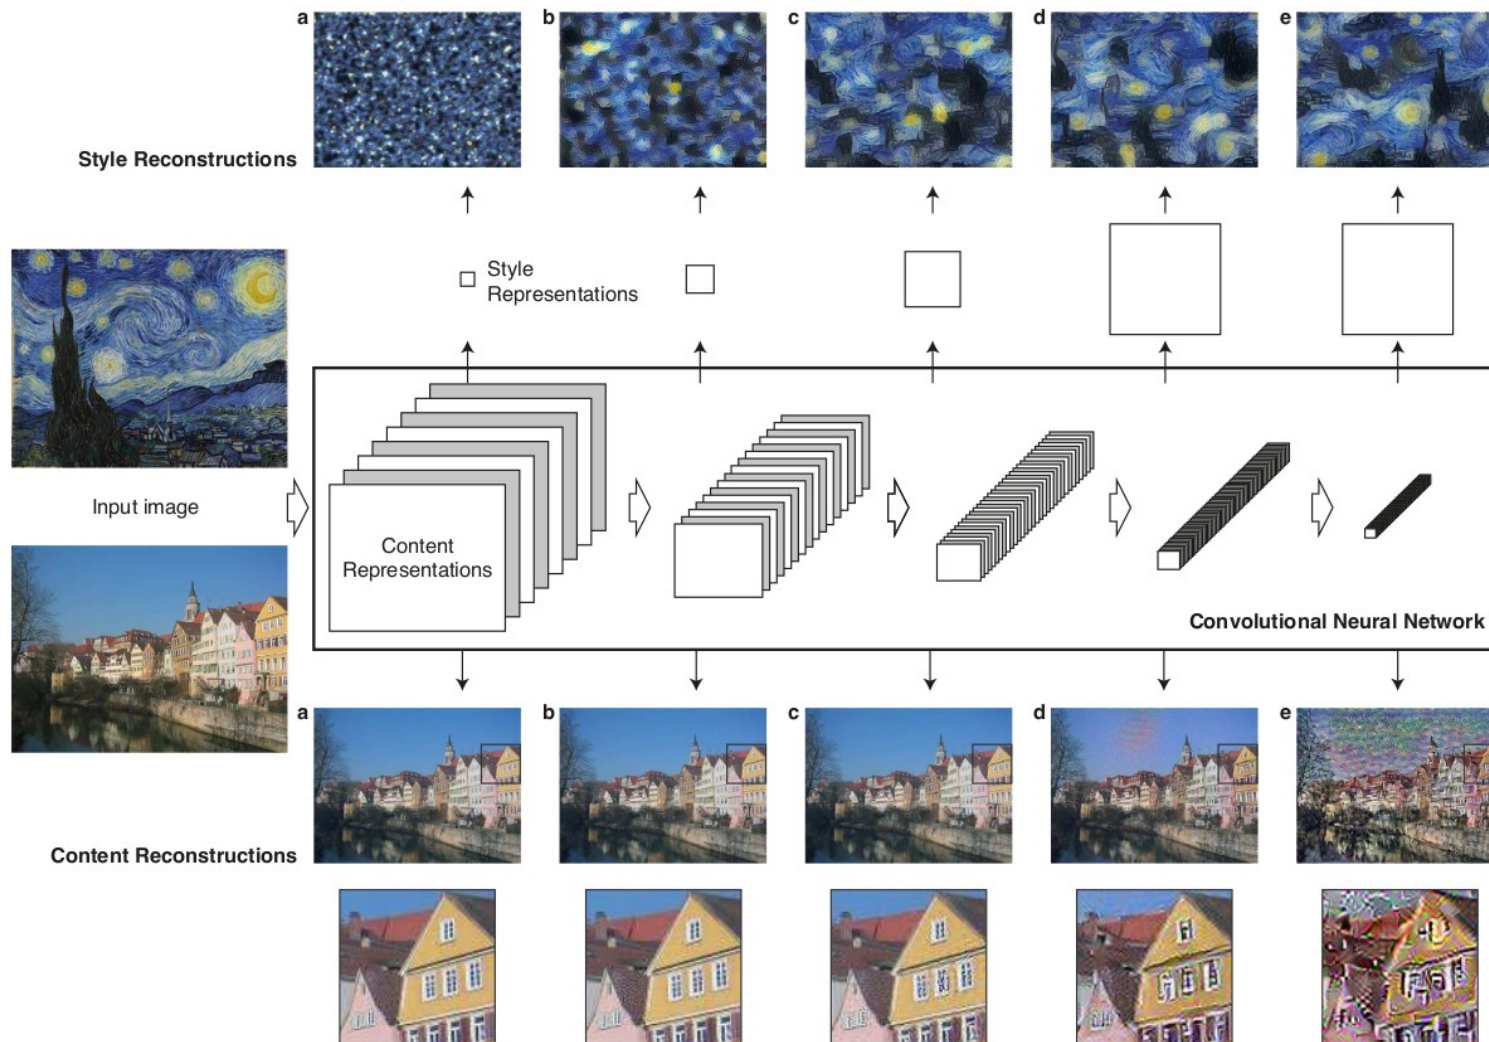 a
b
c
d
e
Style Reconstructions
Style
Representations
Input image
Content
Representations
Convolutional Neural Network
a
b
c
d
e
Content Reconstructions